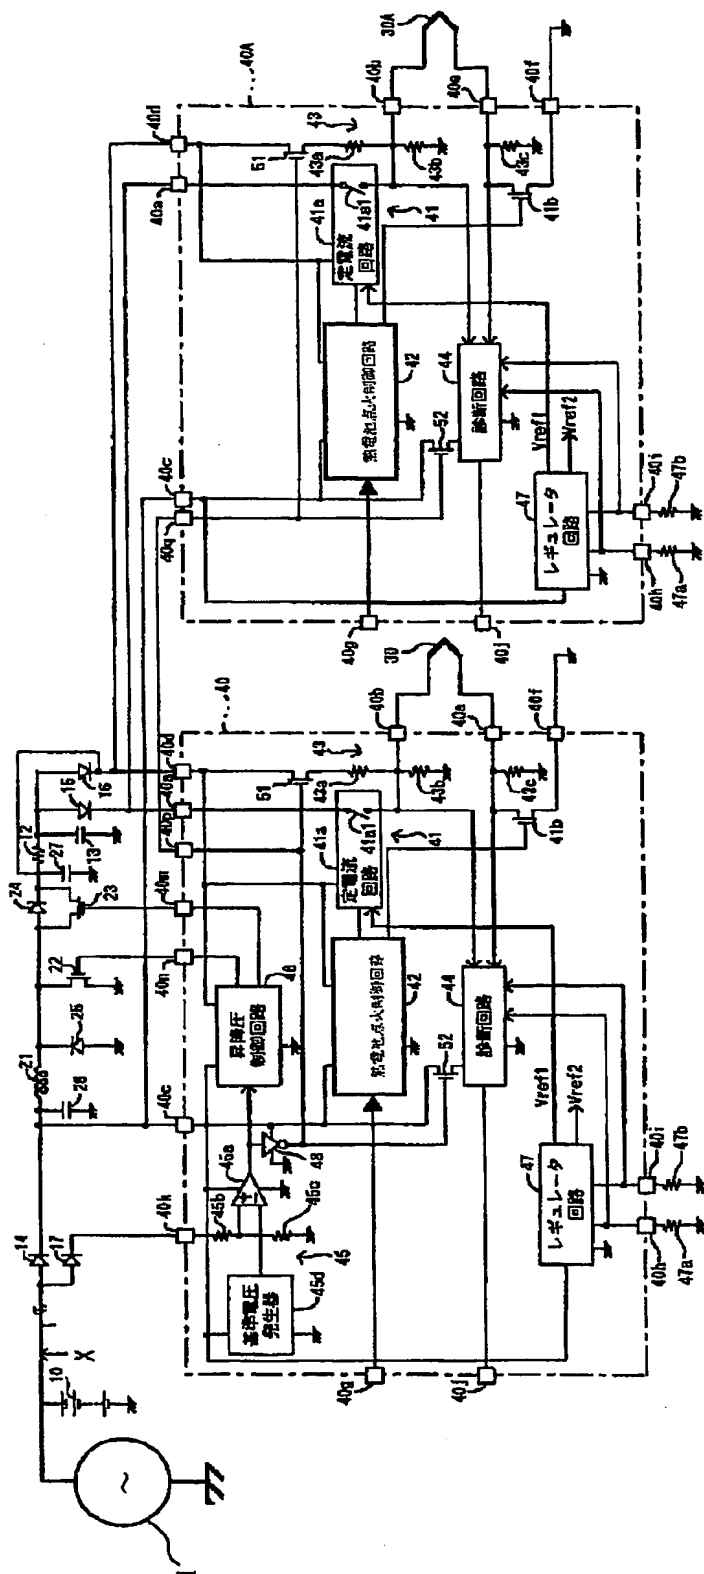 1
10
X
14
17
26
21
25
22
24
23
12
27
13
15
16
40k
40c
40n
40m
40p
40a
40d
40
基準電圧
発生器
45d
45b
45a
45c
45
48
昇降圧
制御回路
46
51
43
43a
43b
定電流
回路
41a
41a1
41
熱電池点火制御回路
42
52
44
診断回路
41b
40b
30
40f
Vref1
Vref2
47
レギュレータ
回路
40g
40j
40h
47a
40i
47b
40q
40c
40a
40d
40A
51
43
43a
43b
43c
定電流
回路
41a
41a1
41
熱電池点火制御回路
42
52
44
診断回路
41b
40b
30A
40e
40f
Vref1
Vref2
47
レギュレータ
回路
40g
40j
40h
47a
40i
47b